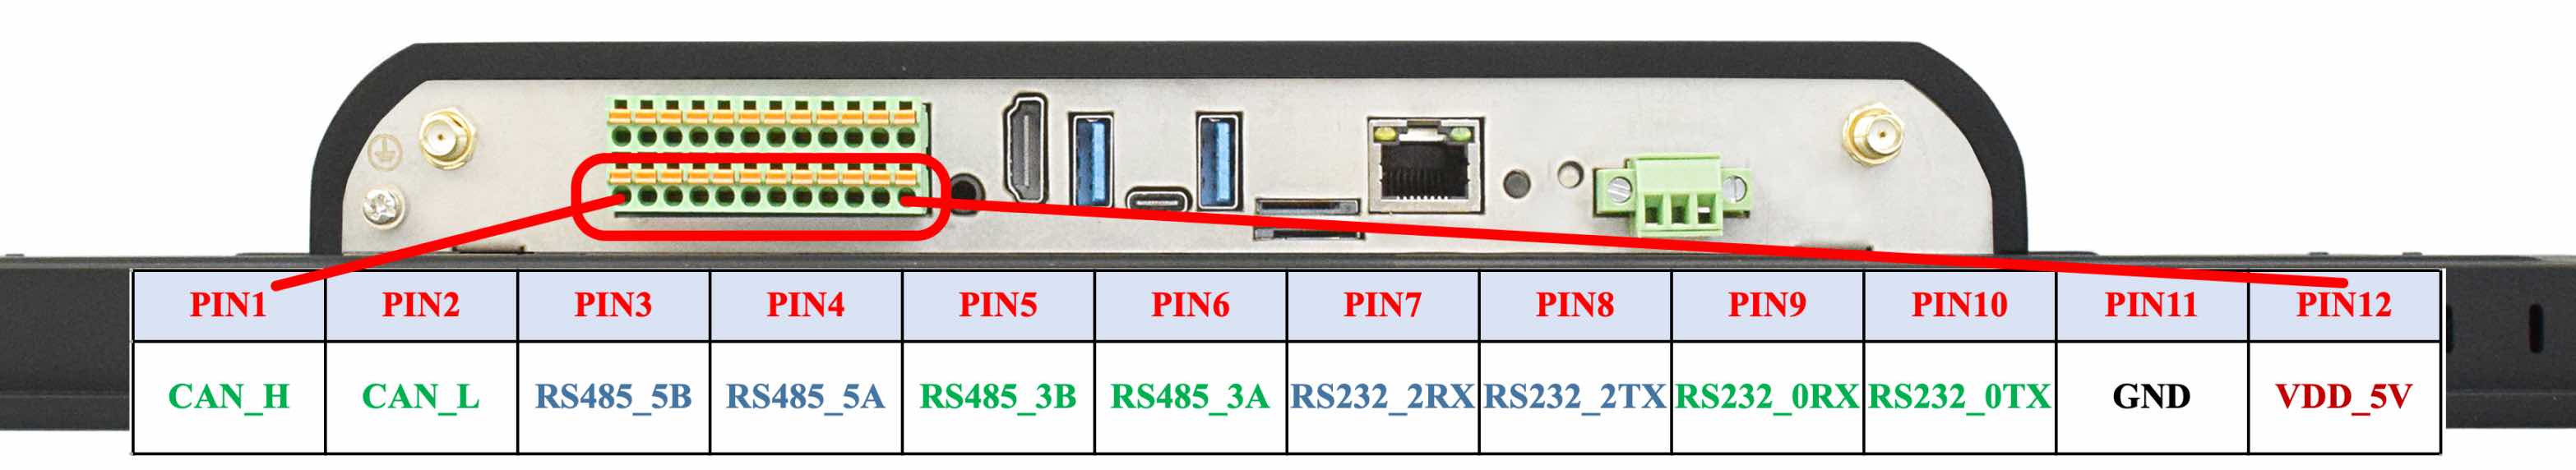 PIN1 PIN2 PIN3 PIN4 PIN5 PIN6 PIN7 PIN8 PIN9 PIN10 PIN11 PIN12
CAN_H CAN_L RS485_5B RS485_5A RS485_3B RS485_3A RS232_2RX RS232_2TX RS232_0RX RS232_0TX GND VDD_5V